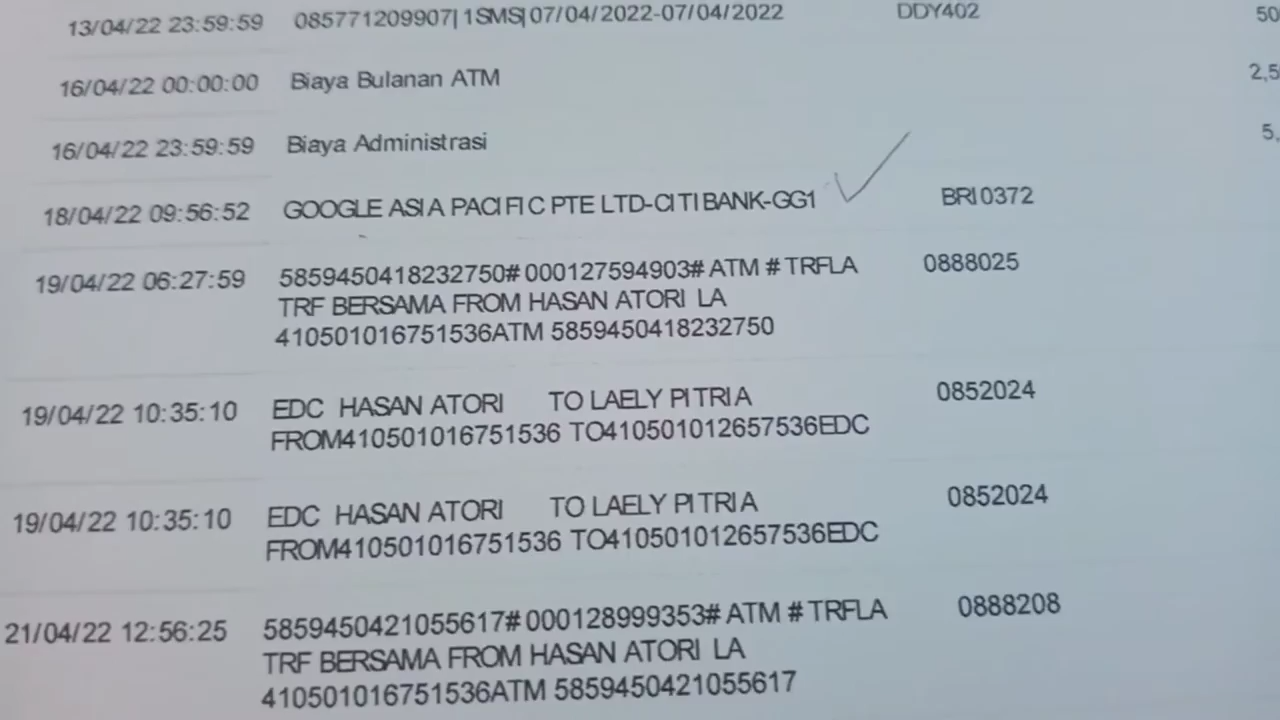 13/04/22 23:59:59 085771209907|1SMS|07/04/2022-07/04/2022 DDY402 50
16/04/22 00:00:00 Biaya Bulanan ATM 2,5
16/04/22 23:59:59 Biaya Administrasi 5,
18/04/22 09:56:52 GOOGLE ASIA PACIFIC PTE LTD-CITIBANK-GG1 BRI0372
19/04/22 06:27:59 5859450418232750#000127594903#ATM # TRFLA 0888025
TRF BERSAMA FROM HASAN ATORI LA
410501016751536ATM 5859450418232750
19/04/22 10:35:10 EDC HASAN ATORI TO LAELY PITRIA 0852024
FROM410501016751536 TO410501012657536EDC
19/04/22 10:35:10 EDC HASAN ATORI TO LAELY PITRIA 0852024
FROM410501016751536 TO410501012657536EDC
21/04/22 12:56:25 5859450421055617#000128999353#ATM # TRFLA 0888208
TRF BERSAMA FROM HASAN ATORI LA
410501016751536ATM 5859450421055617